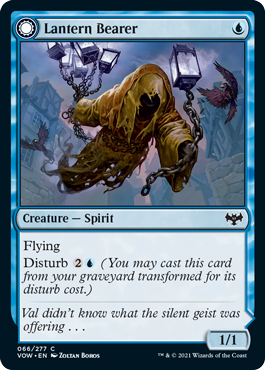 Lantern Bearer
Creature — Spirit
Flying
Disturb 2 (You may cast this card
from your graveyard transformed for its
disturb cost.)
Val didn't know what the silent geist was
offering . . .
1/1
066/277 C
VOW • EN ZOLTAN BOROS
™ & © 2021 Wizards of the Coast